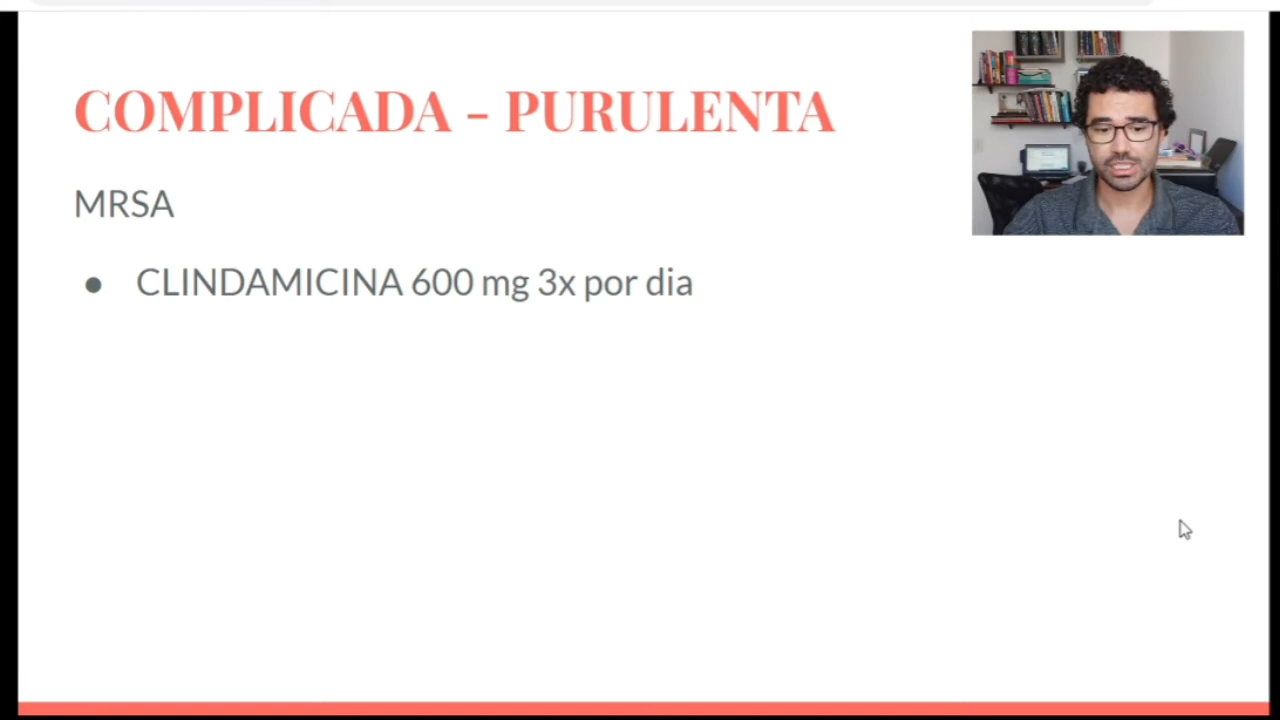 COMPLICADA - PURULENTA
MRSA
● CLINDAMICINA 600 mg 3x por dia